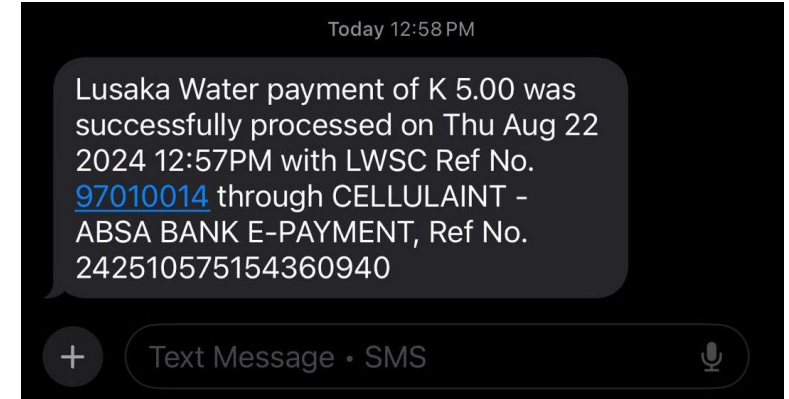 Today 12:58 PM
Lusaka Water payment of K 5.00 was
successfully processed on Thu Aug 22
2024 12:57PM with LWSC Ref No.
97010014 through CELLULAINT -
ABSA BANK E-PAYMENT, Ref No.
242510575154360940
Text Message • SMS